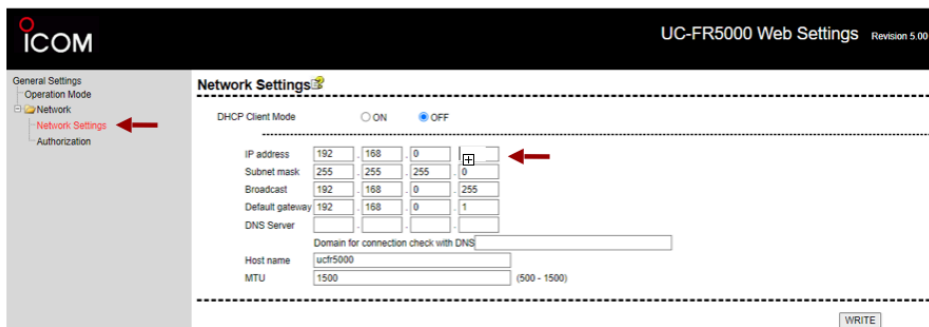 ICOM
UC-FR5000 Web Settings Revision 5.00
General Settings
Operation Mode
Network
Network Settings
Authorization
Network Settings
DHCP Client Mode ON OFF
IP address 192 . 168 . 0 .
Subnet mask 255 . 255 . 255 . 0
Broadcast 192 . 168 . 0 . 255
Default gateway 192 . 168 . 0 . 1
DNS Server . . .
Domain for connection check with DNS
Host name ucfr5000
MTU 1500 (500 - 1500)
WRITE